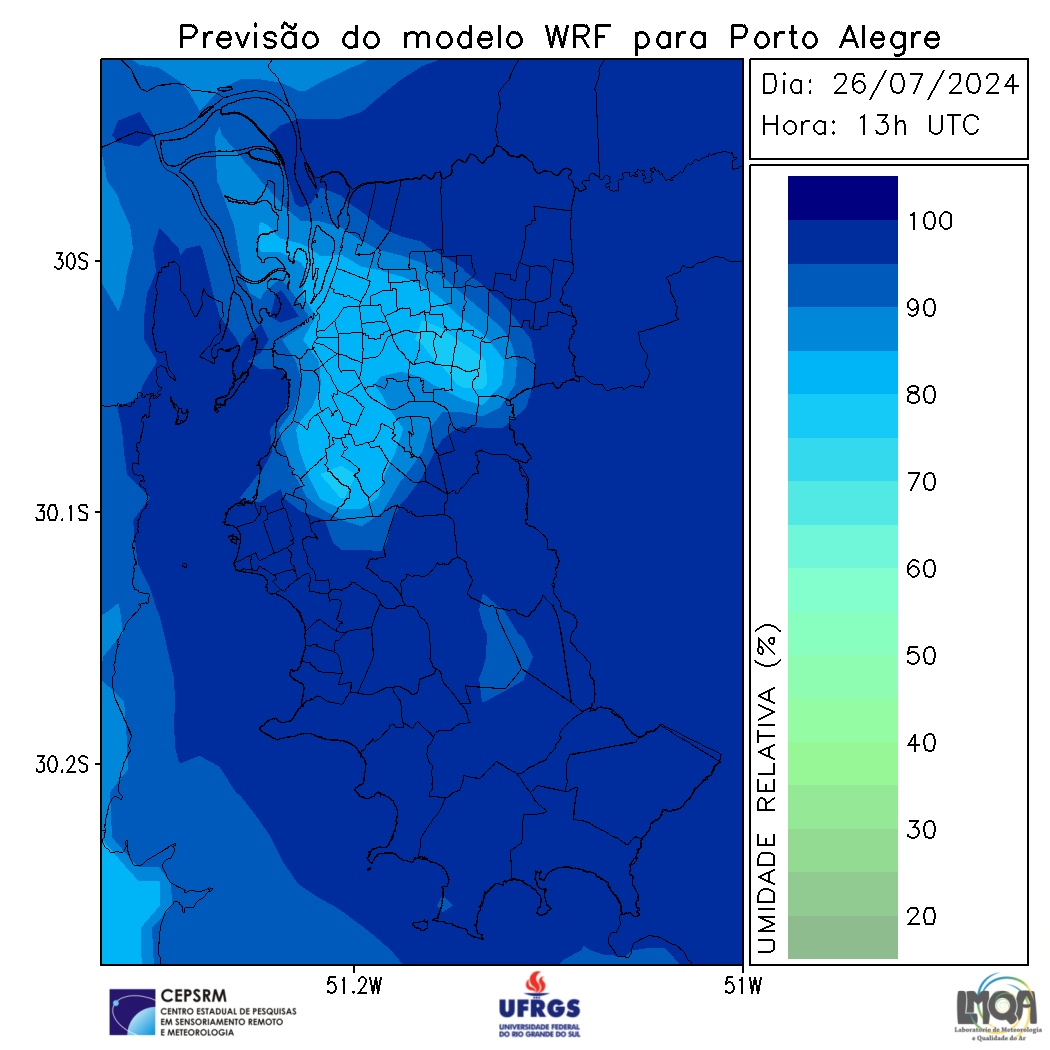 Previsão do modelo WRF para Porto Alegre
Dia: 26/07/2024
Hora: 13h UTC
100
90
80
70
60
50
40
30
20
UMIDADE RELATIVA (%)
30S
30.1S
30.2S
51.2W
51W
CEPSRM
CENTRO ESTADUAL DE PESQUISAS
EM SENSORIAMENTO REMOTO
E METEOROLOGIA
UFRGS
UNIVERSIDADE FEDERAL
DO RIO GRANDE DO SUL
LMQA
Laboratório de Meteorologia
e Qualidade do Ar